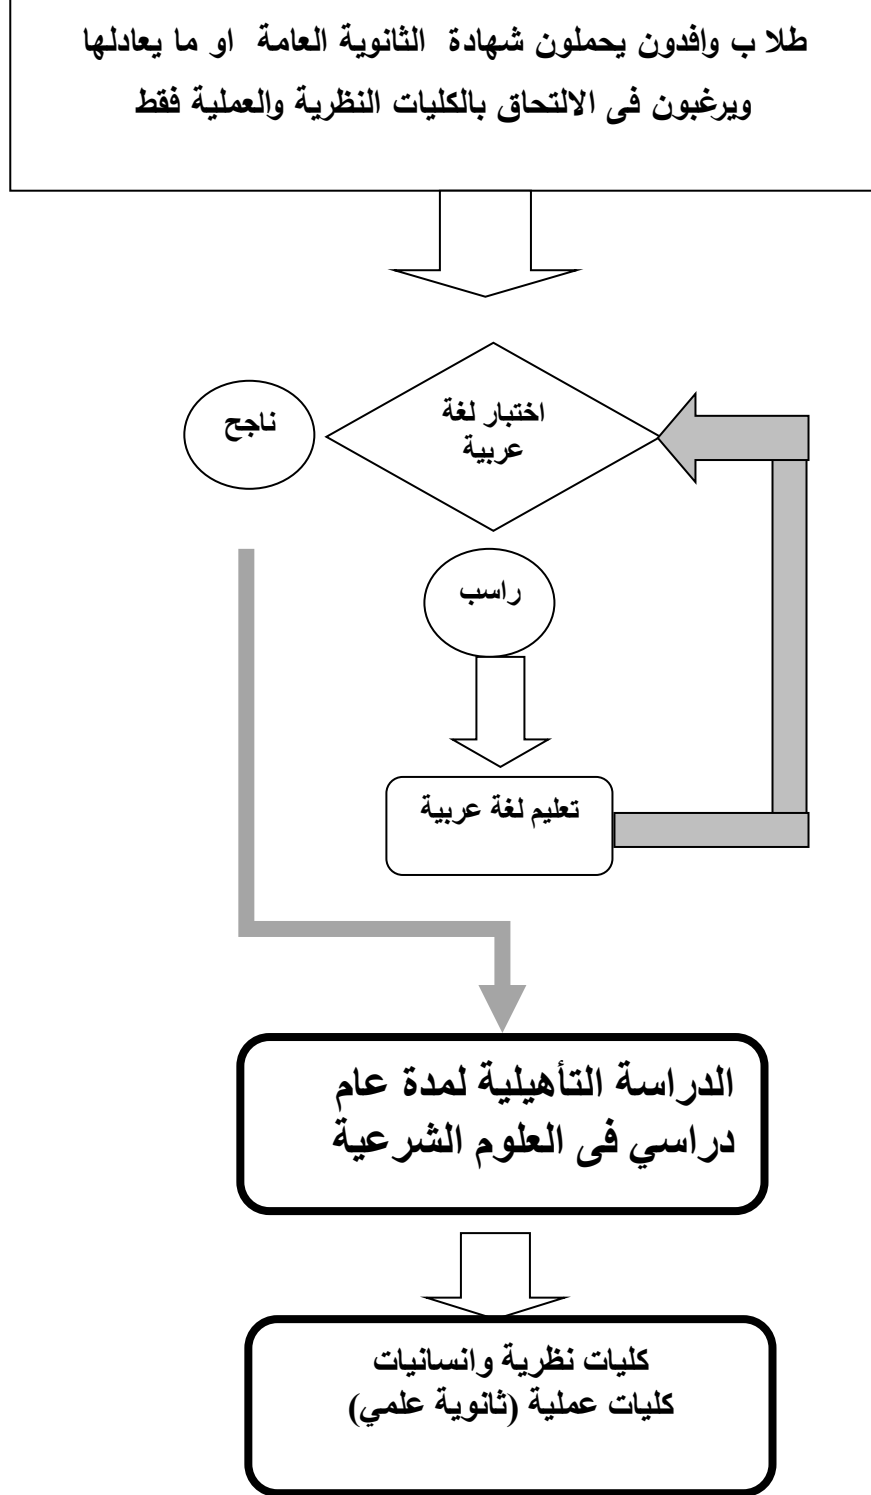 طلا ب وافدون يحملون شهادة الثانوية العامة او ما يعادلها
ويرغبون فى الالتحاق بالكليات النظرية والعملية فقط
اختبار لغة
عربية
ناجح
راسب
تعليم لغة عربية
الدراسة التأهيلية لمدة عام
دراسي فى العلوم الشرعية
كليات نظرية وانسانيات
كليات عملية (ثانوية علمي)